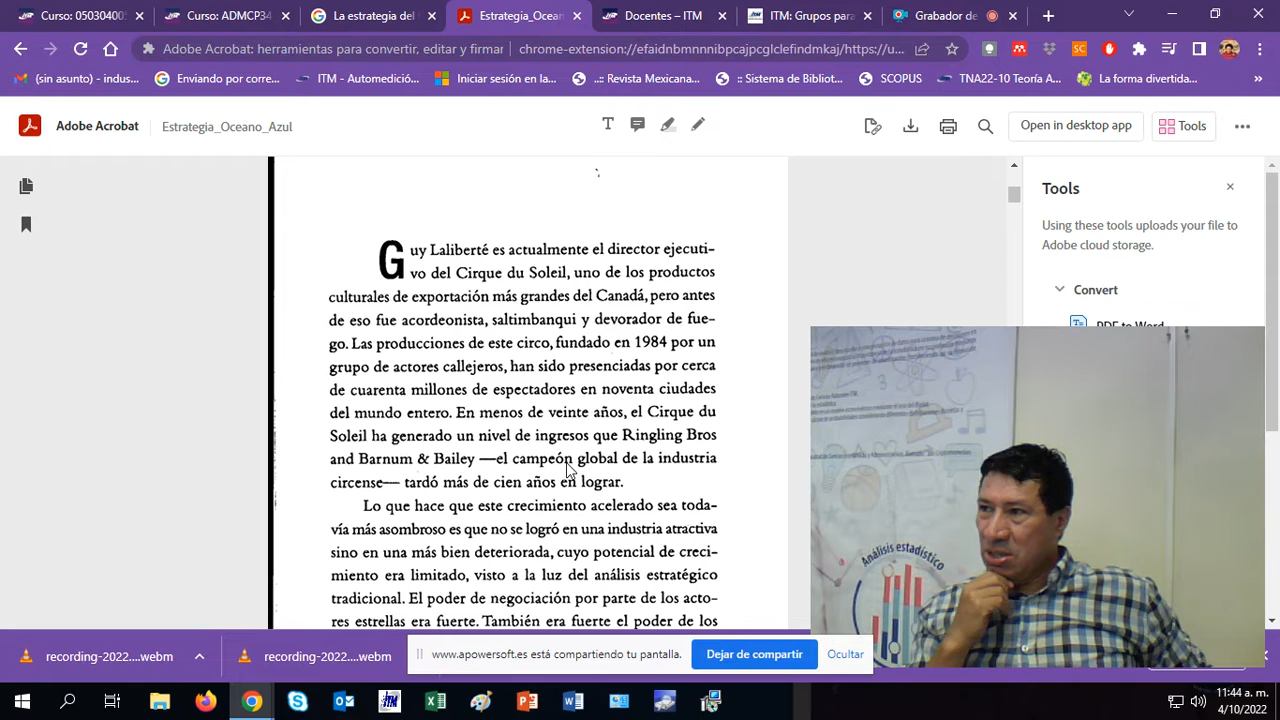 Curso: 05030400
Curso: ADMCP34
La estrategia del
Estrategia_Ocean
Docentes – ITM
ITM: Grupos para
Grabador de
Adobe Acrobat: herramientas para convertir, editar y firmar
chrome-extension://efaidnbmnnnibpcajpcglclefindmkaj/https://u...
(sin asunto) - indus...
Enviando por corre...
ITM - Automedició...
Iniciar sesión en la...
..:: Revista Mexicana...
:: Sistema de Bibliot...
SCOPUS
TNA22-10 Teoría A...
La forma divertida...
Adobe Acrobat
Estrategia_Oceano_Azul
Open in desktop app
Tools
Tools
Using these tools uploads your file to
Adobe cloud storage.
Convert
PDF to Word
Guy Laliberté es actualmente el director ejecuti-
vo del Cirque du Soleil, uno de los productos
culturales de exportación más grandes del Canadá, pero antes
de eso fue acordeonista, saltimbanqui y devorador de fue-
go. Las producciones de este circo, fundado en 1984 por un
grupo de actores callejeros, han sido presenciadas por cerca
de cuarenta millones de espectadores en noventa ciudades
del mundo entero. En menos de veinte años, el Cirque du
Soleil ha generado un nivel de ingresos que Ringling Bros
and Barnum & Bailey —el campeón global de la industria
circense— tardó más de cien años en lograr.
Lo que hace que este crecimiento acelerado sea toda-
vía más asombroso es que no se logró en una industria atractiva
sino en una más bien deteriorada, cuyo potencial de creci-
miento era limitado, visto a la luz del análisis estratégico
tradicional. El poder de negociación por parte de los acto-
res estrellas era fuerte. También era fuerte el poder de los
Análisis estadístico
recording-2022....webm
recording-2022....webm
www.apowersoft.es está compartiendo tu pantalla.
Dejar de compartir
Ocultar
11:44 a. m.
4/10/2022